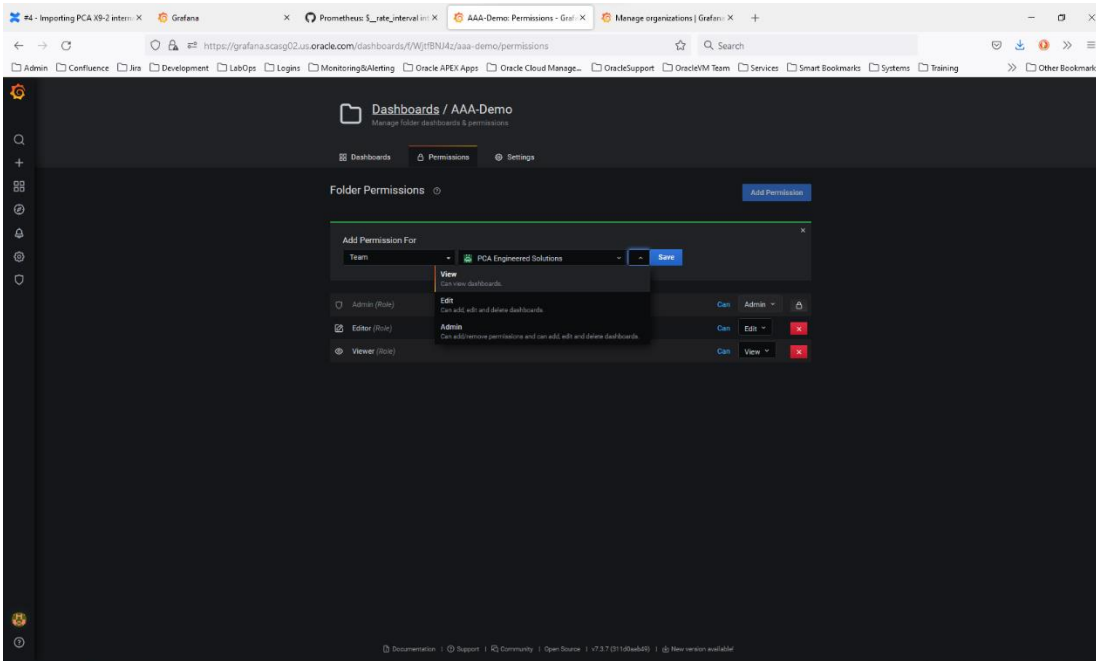 #4 - Importing PCA X9-2 intern
Grafana
Prometheus: $__rate_interval int
AAA-Demo: Permissions - Graf
Manage organizations | Grafan
https://grafana.scasg02.us.oracle.com/dashboards/f/WjtfBNJ4z/aaa-demo/permissions
Search
Admin Confluence Jira Development LabOps Logins Monitoring&Alerting Oracle APEX Apps Oracle Cloud Manage... OracleSupport OracleVM Team Services Smart Bookmarks Systems Training Other Bookmark
Dashboards / AAA-Demo
Manage folder dashboards & permissions
Dashboards Permissions Settings
Folder Permissions
Add Permission
Add Permission For
Team PCA Engineered Solutions Save
View
Can view dashboards.
Edit
Can add, edit and delete dashboards.
Admin
Can add/remove permissions and can add, edit and delete dashboards.
Admin (Role) Can Admin
Editor (Role) Can Edit
Viewer (Role) Can View
Documentation | Support | Community | Open Source | v7.3.7 (311d0aeb49) | New version available!